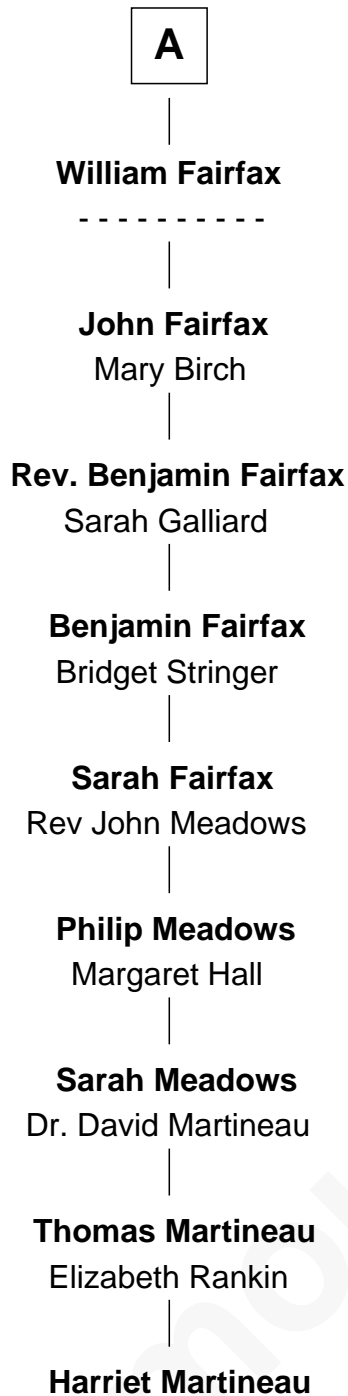 A
William Fairfax
- - - - - - - - - -
John Fairfax
Mary Birch
Rev. Benjamin Fairfax
Sarah Galliard
Benjamin Fairfax
Bridget Stringer
Sarah Fairfax
Rev John Meadows
Philip Meadows
Margaret Hall
Sarah Meadows
Dr. David Martineau
Thomas Martineau
Elizabeth Rankin
Harriet Martineau